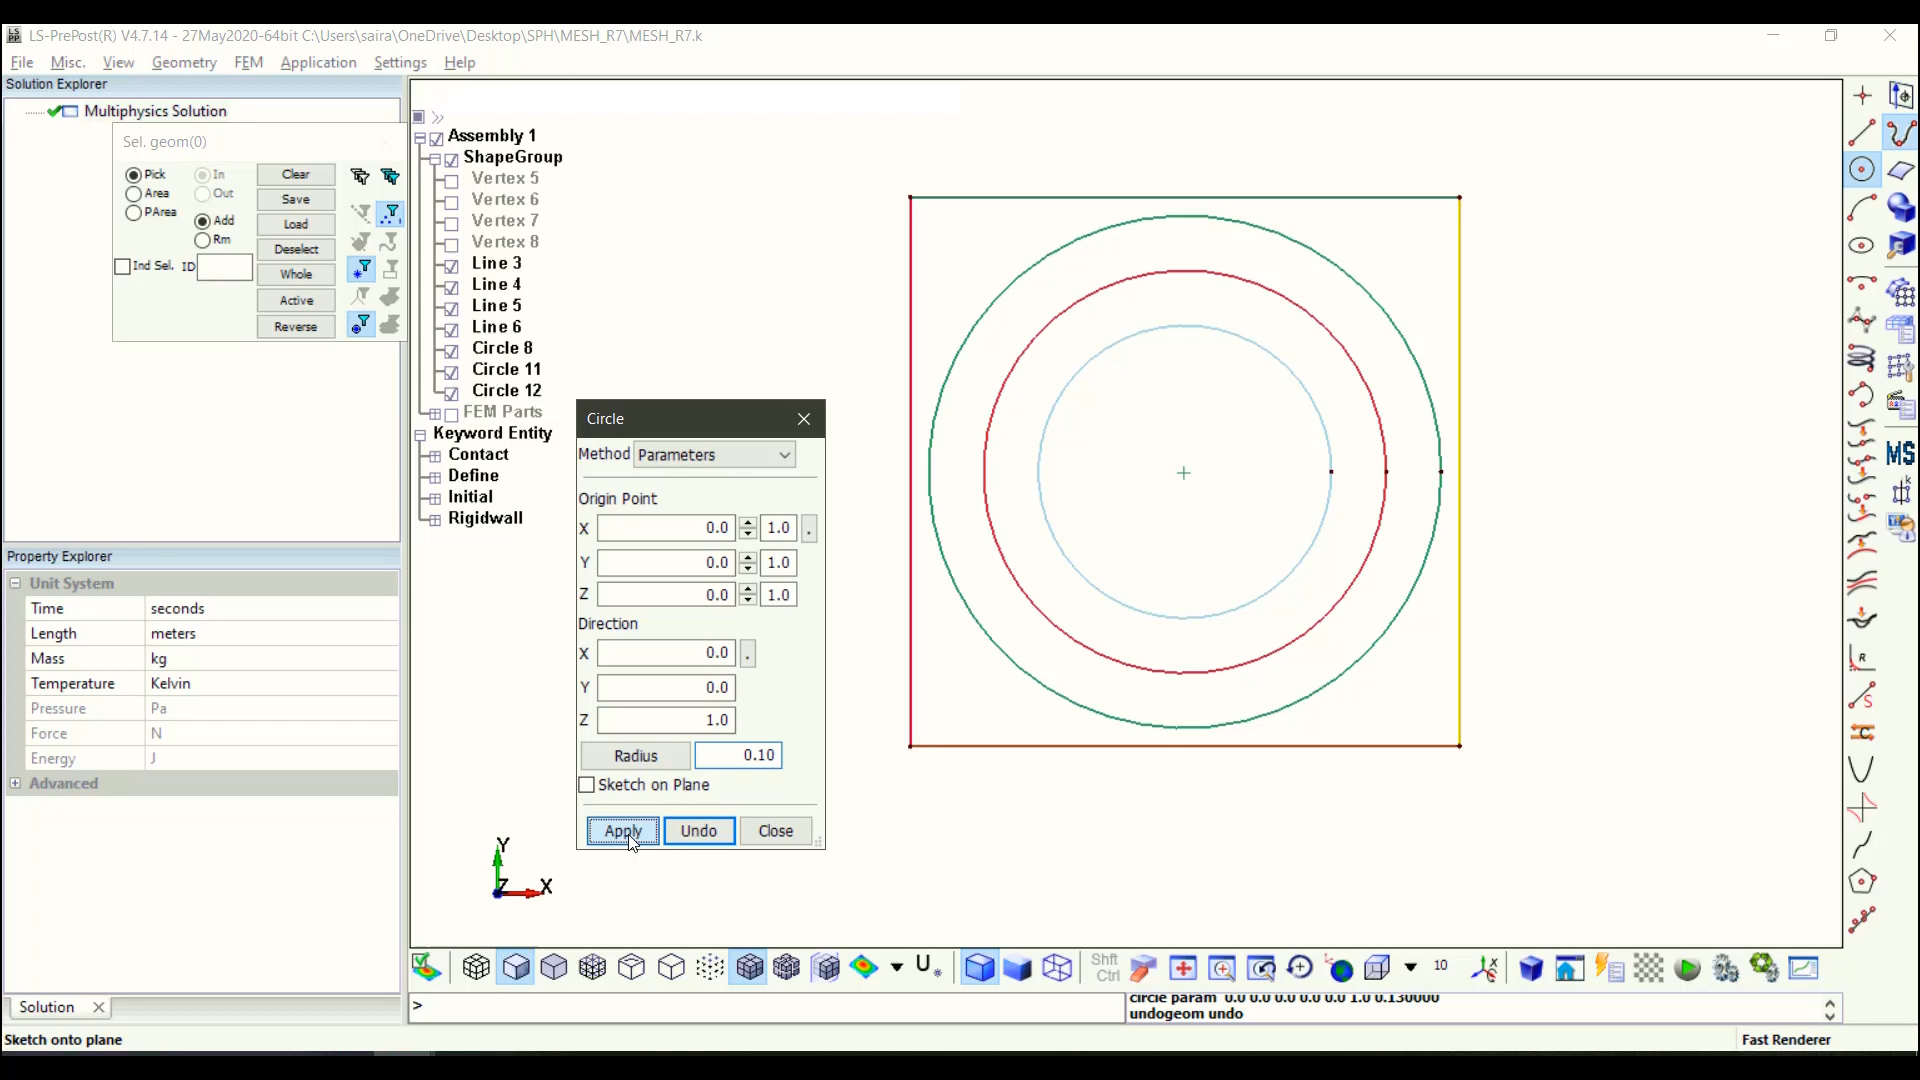 LS-PrePost(R) V4.7.14 - 27May2020-64bit C:\Users\saira\OneDrive\Desktop\SPH\MESH_R7\MESH_R7.k
File Misc. View Geometry FEM Application Settings Help
Solution Explorer
Multiphysics Solution
Sel. geom(0)
Pick In Clear
Area Out Save
PArea Add Load
Rm Deselect
Ind Sel. ID Whole
Active
Reverse
Assembly 1
ShapeGroup
Vertex 5
Vertex 6
Vertex 7
Vertex 8
Line 3
Line 4
Line 5
Line 6
Circle 8
Circle 11
Circle 12
FEM Parts
Keyword Entity
Contact
Define
Initial
Rigidwall
Circle
Method Parameters
Origin Point
X 0.0 1.0 .
Y 0.0 1.0
Z 0.0 1.0
Direction
X 0.0 .
Y 0.0
Z 1.0
Radius 0.10
Sketch on Plane
Apply Undo Close
Property Explorer
Unit System
Time seconds
Length meters
Mass kg
Temperature Kelvin
Pressure Pa
Force N
Energy J
Advanced
Y
Z X
R
S
C
MS
k
Shft
Ctrl
U
10
Solution
>
circle param 0.0 0.0 0.0 0.0 0.0 1.0 0.130000
undogeom undo
Sketch onto plane
Fast Renderer